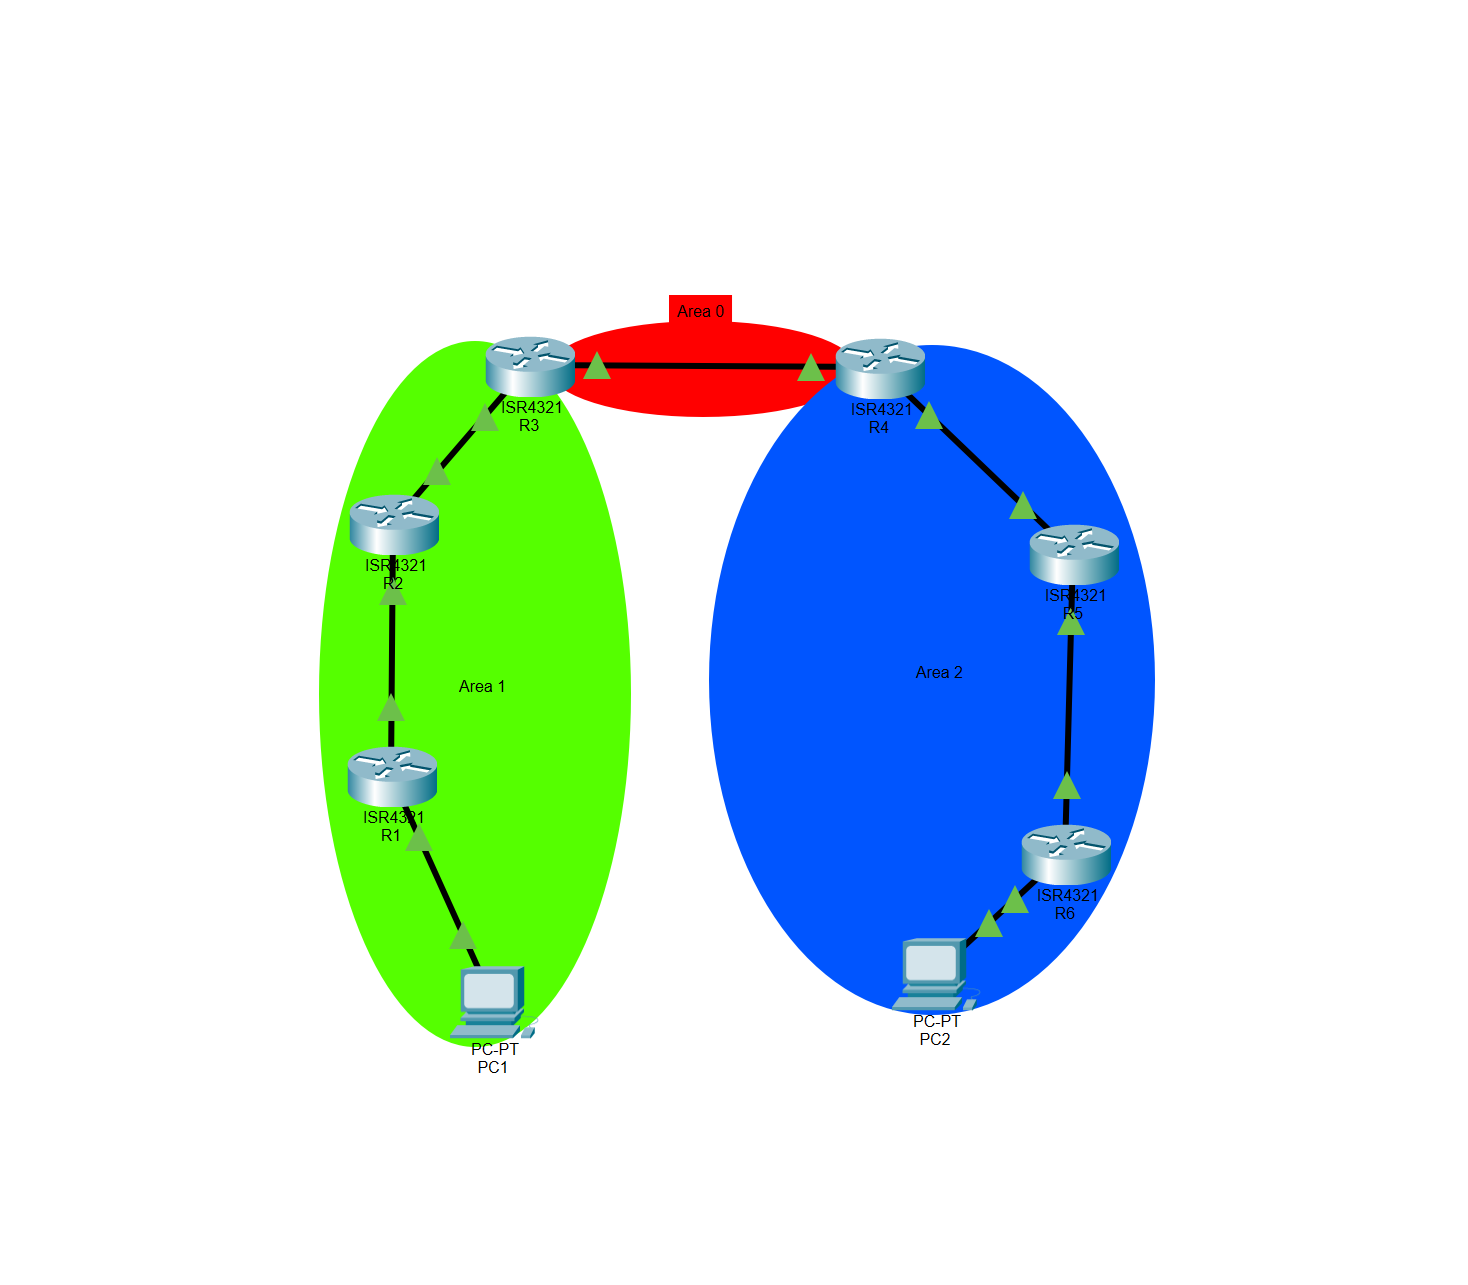 Area 0
ISR4321
R3
ISR4321
R4
ISR4321
R2
ISR4321
R5
Area 1
Area 2
ISR4321
R1
ISR4321
R6
PC-PT
PC1
PC-PT
PC2